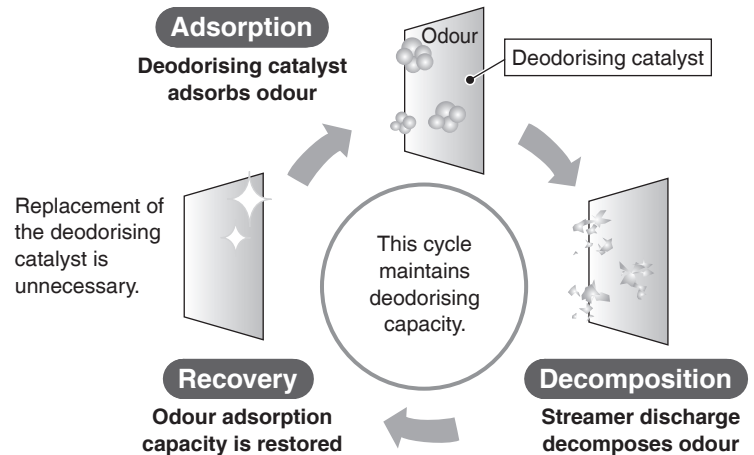 Adsorption
Deodorising catalyst
adsorbs odour
Odour
Deodorising catalyst
Replacement of
the deodorising
catalyst is
unnecessary.
This cycle
maintains
deodorising
capacity.
Recovery
Odour adsorption
capacity is restored
Decomposition
Streamer discharge
decomposes odour